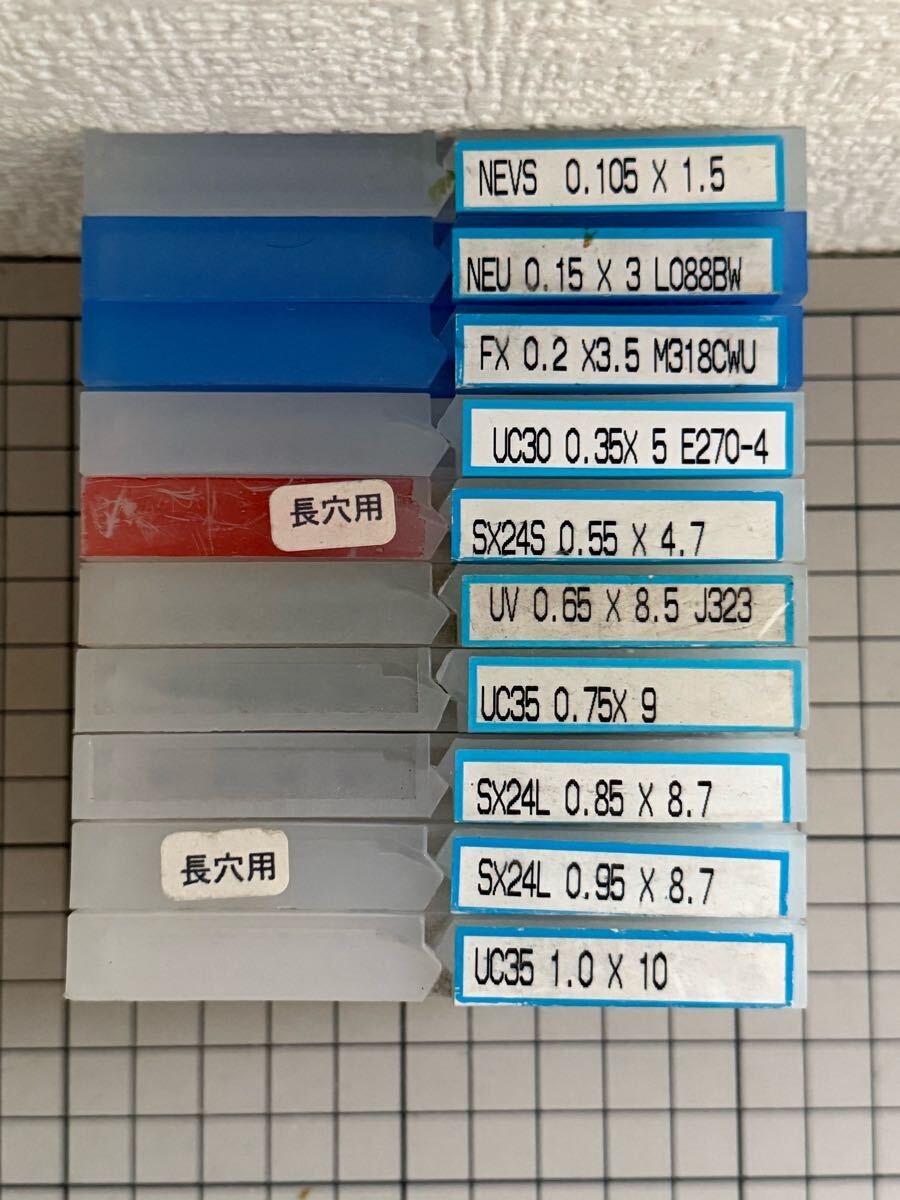 NEVS 0.105 X 1.5
NEU 0.15 X 3 L088BW
FX 0.2 X3.5 M318CWU
UC30 0.35X 5 E270-4
長穴用
SX24S 0.55 X 4.7
UV 0.65 X 8.5 J323
UC35 0.75X 9
SX24L 0.85 X 8.7
長穴用
SX24L 0.95 X 8.7
UC35 1.0 X 10